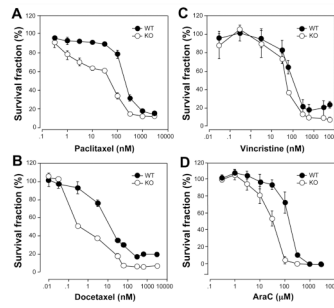 A
Survival fraction (%)
120
100
80
60
40
20
0
WT
KO
.1 1 10 100 1000 10000
Paclitaxel (nM)
C
Survival fraction (%)
120
100
80
60
40
20
0
WT
KO
.01 .1 1 10 100 1000
Vincristine (nM)
B
Survival fraction (%)
120
100
80
60
40
20
0
WT
KO
.01 .1 1 10 100 1000 10000
Docetaxel (nM)
D
Survival fraction (%)
120
100
80
60
40
20
0
WT
KO
.1 1 10 100 1000
AraC (μM)